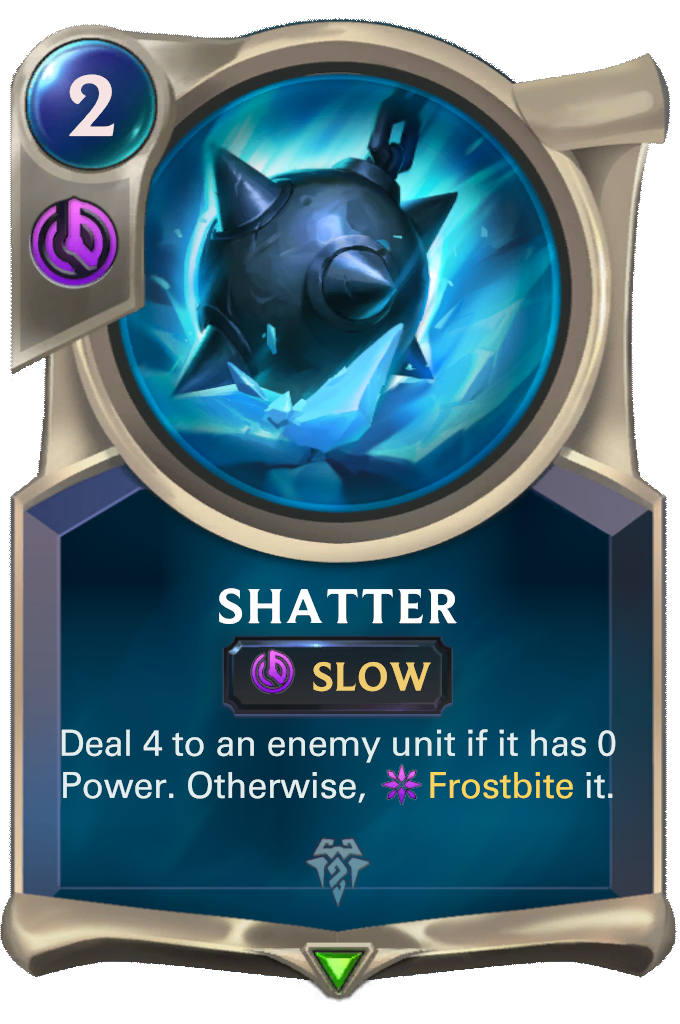 2
SHATTER
SLOW
Deal 4 to an enemy unit if it has 0
Power. Otherwise, Frostbite it.